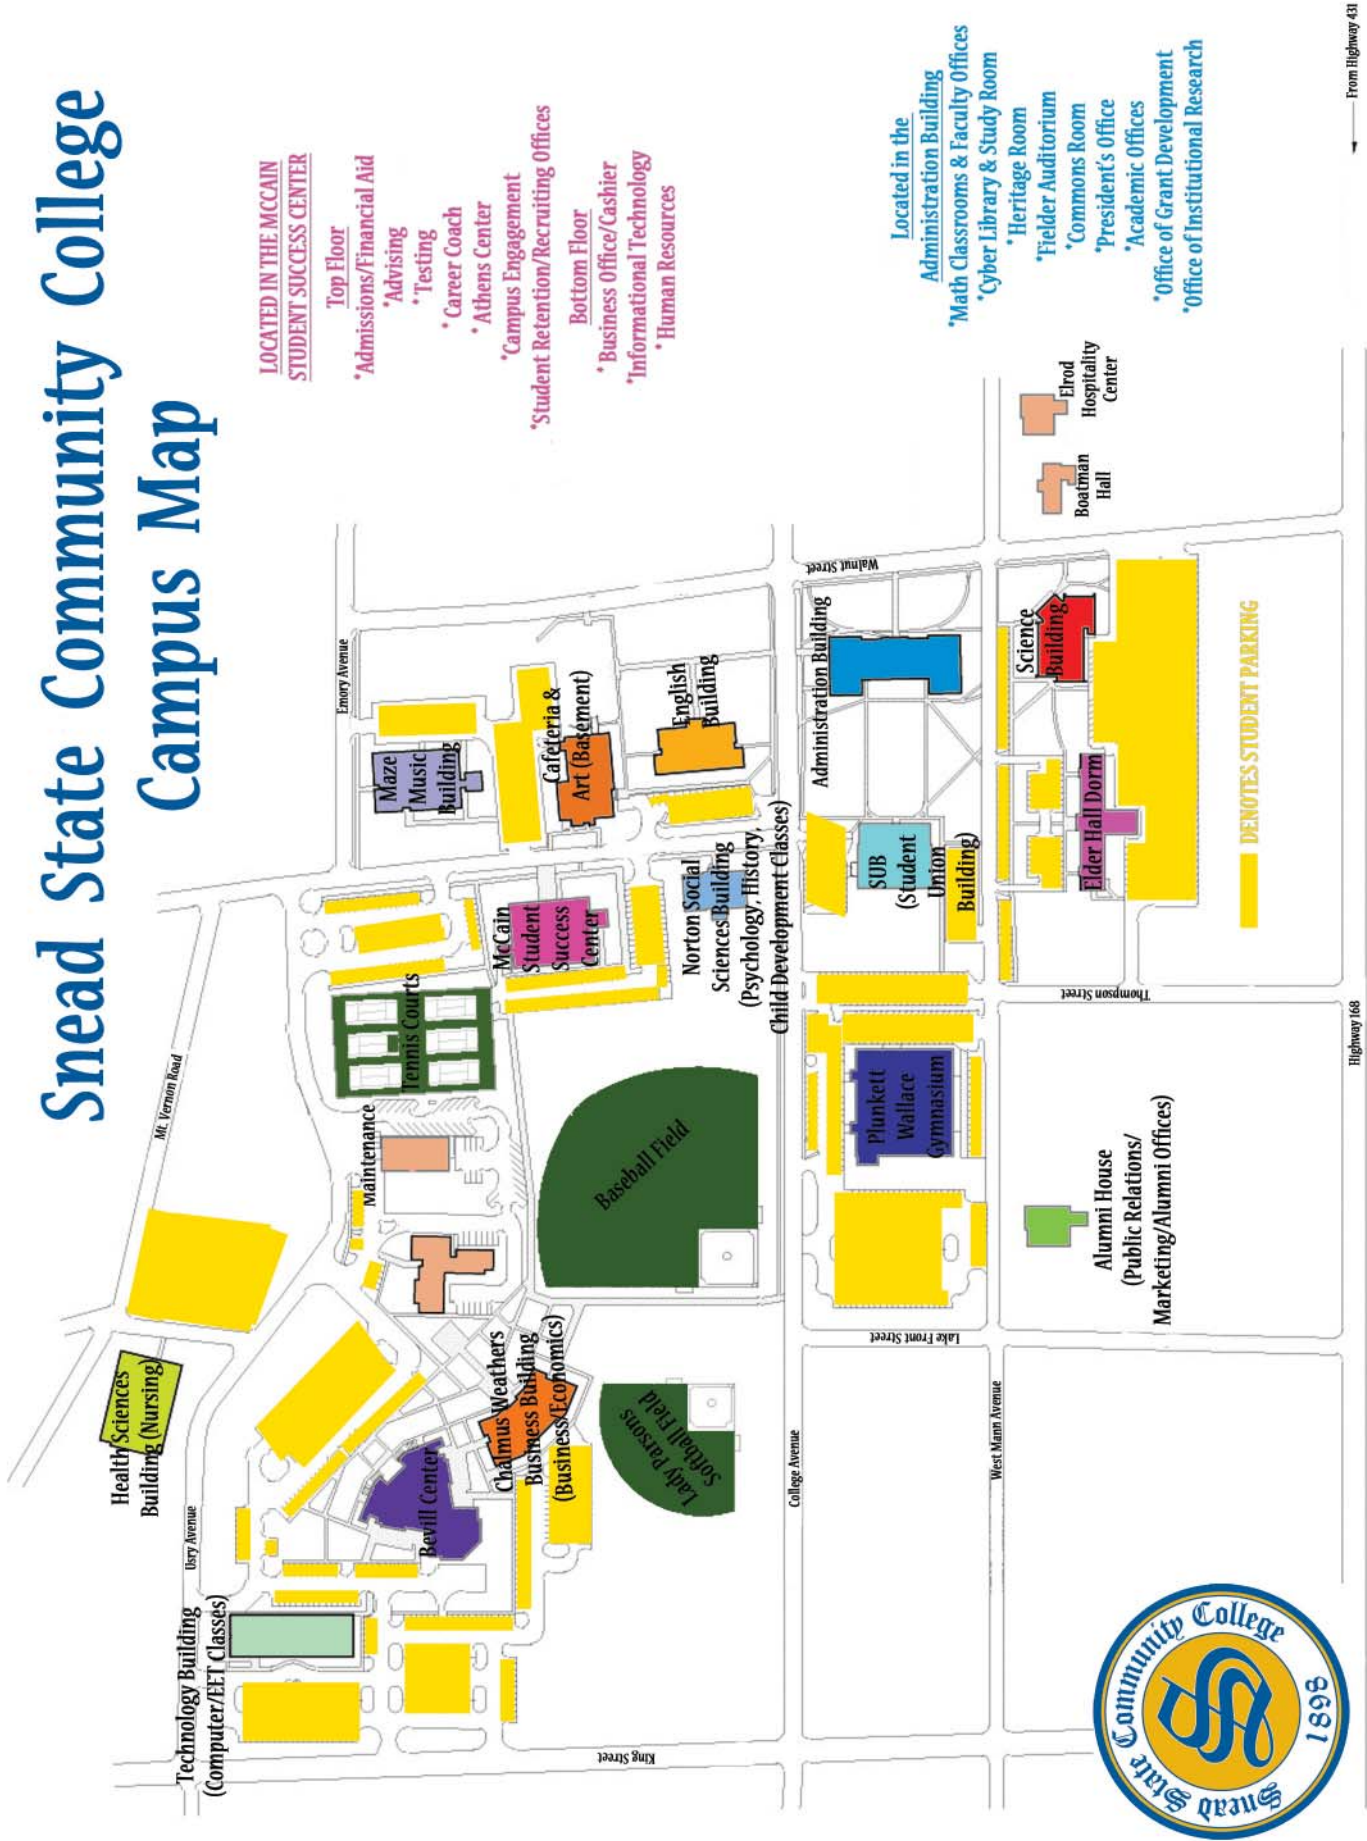 Snead State Community College
Campus Map
LOCATED IN THE MCCAIN
STUDENT SUCCESS CENTER
Top Floor
*Admissions/Financial Aid
*Advising
*Testing
* Career Coach
* Athens Center
*Campus Engagement
*Student Retention/Recruiting Offices
Bottom Floor
* Business Office/Cashier
*Informational Technology
* Human Resources
Located in the
Administration Building
*Math Classrooms & Faculty Offices
*Cyber Library & Study Room
* Heritage Room
*Fielder Auditorium
*Commons Room
*President's Office
*Academic Offices
*Office of Grant Development
*Office of Institutional Research
Mt. Vernon Road
Emory Avenue
Health Sciences
Building (Nursing)
Usry Avenue
Technology Building
(Computer/EET Classes)
Maintenance
Tennis Courts
Maze
Music
Building
McCain
Student
Success
Center
Cafeteria &
Art (Basement)
English
Building
Bevill Center
Chalmus Weathers
Business Building
(Business/Economics)
Baseball Field
Lady Parsons
Softball Field
Norton Social
Sciences Building
(Psychology, History,
Child Development Classes)
King Street
College Avenue
Walnut Street
Administration Building
SUB
(Student
Union
Building)
Plunkett
Wallace
Gymnasium
Lake Front Street
West Mann Avenue
Thompson Street
Science
Building
Elder Hall Dorm
Boatman
Hall
Elrod
Hospitality
Center
Alumni House
(Public Relations/
Marketing/Alumni Offices)
DENOTES STUDENT PARKING
Highway 168
From Highway 431
Snead State Community College
1898